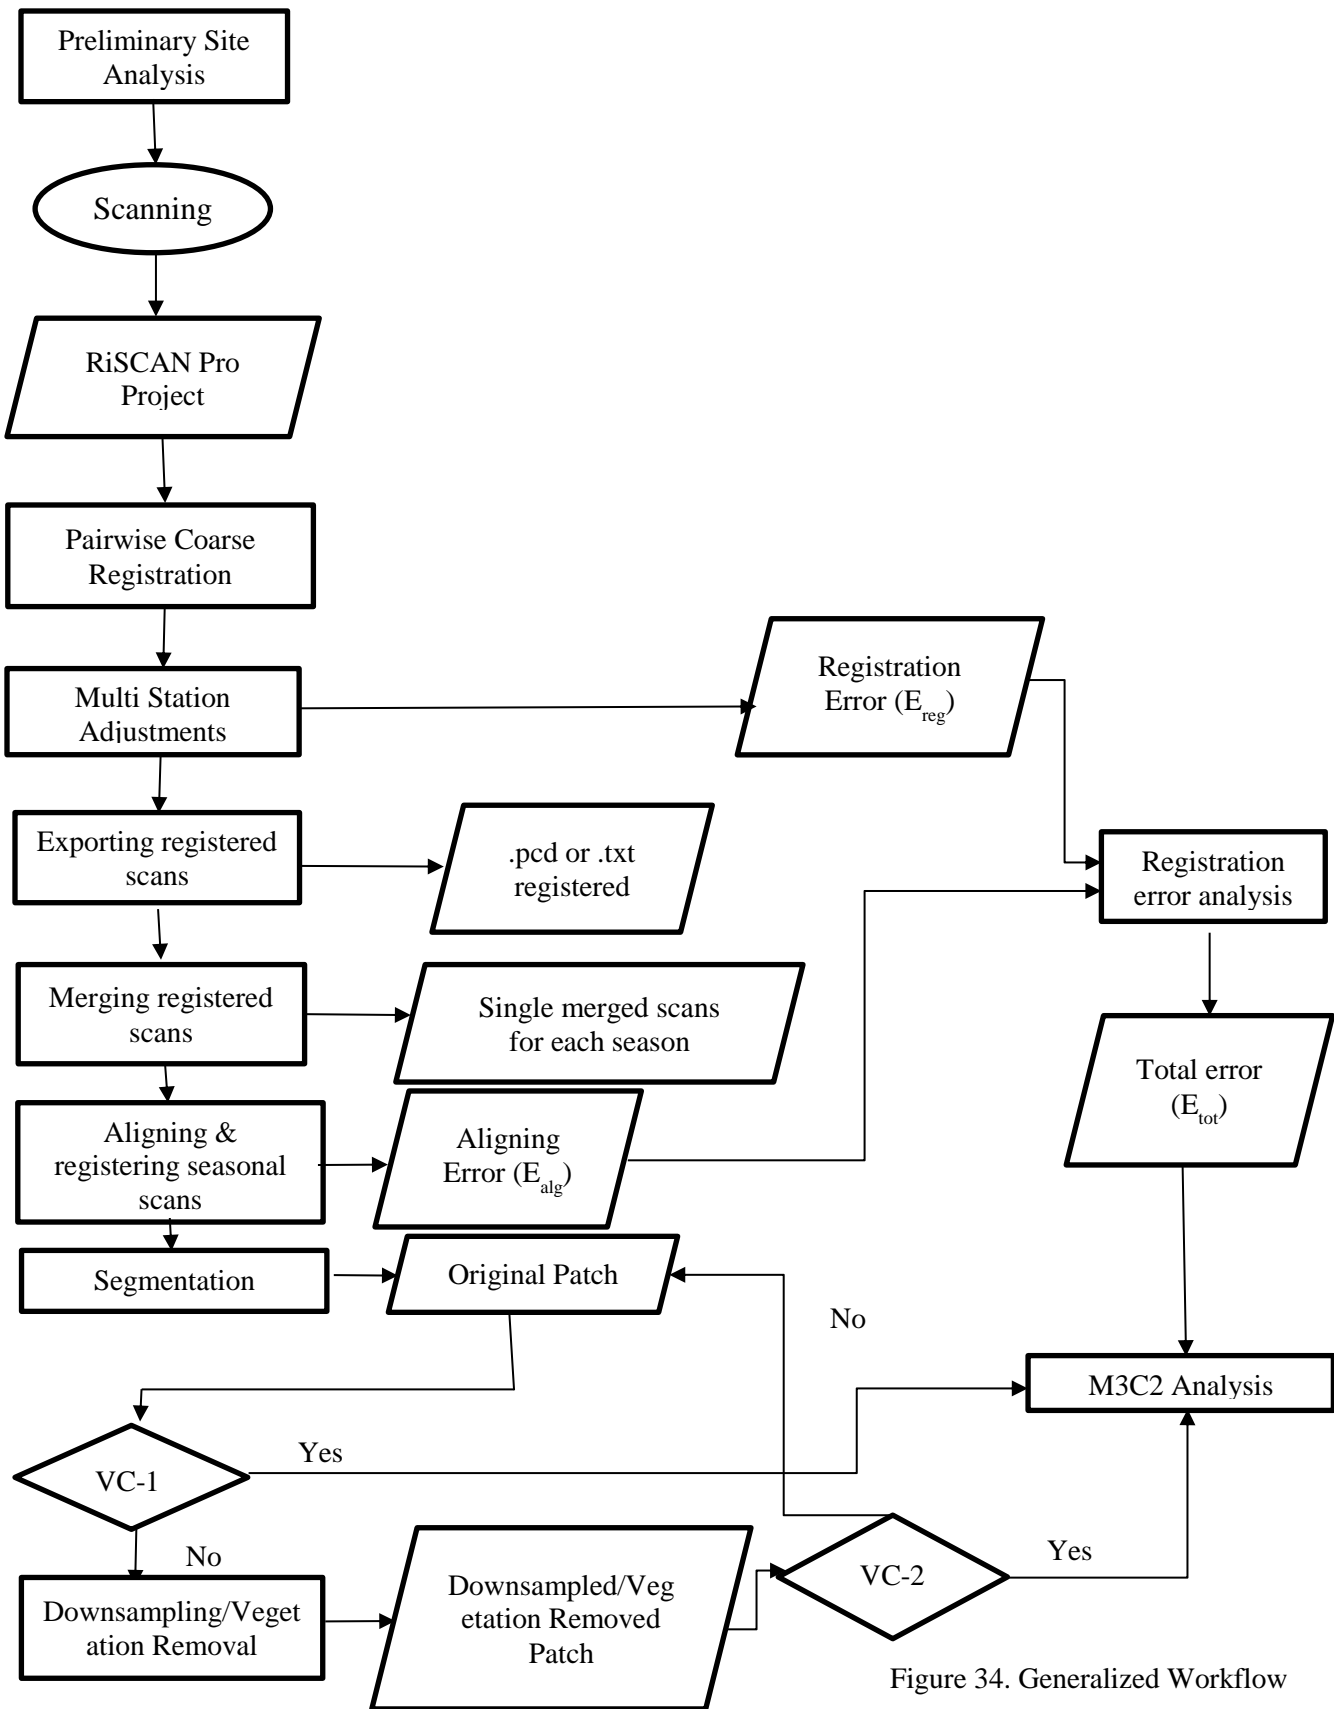 Preliminary Site
Analysis
Scanning
RiSCAN Pro
Project
Pairwise Coarse
Registration
Multi Station
Adjustments
Registration
Error (E_reg)
Exporting registered
scans
.pcd or .txt
registered
Registration
error analysis
Merging registered
scans
Single merged scans
for each season
Total error
(E_tot)
Aligning &
registering seasonal
scans
Aligning
Error (E_alg)
Segmentation
Original Patch
No
M3C2 Analysis
VC-1
Yes
No
Downsampling/Veget
ation Removal
Downsampled/Veg
etation Removed
Patch
VC-2
Yes
Figure 34. Generalized Workflow